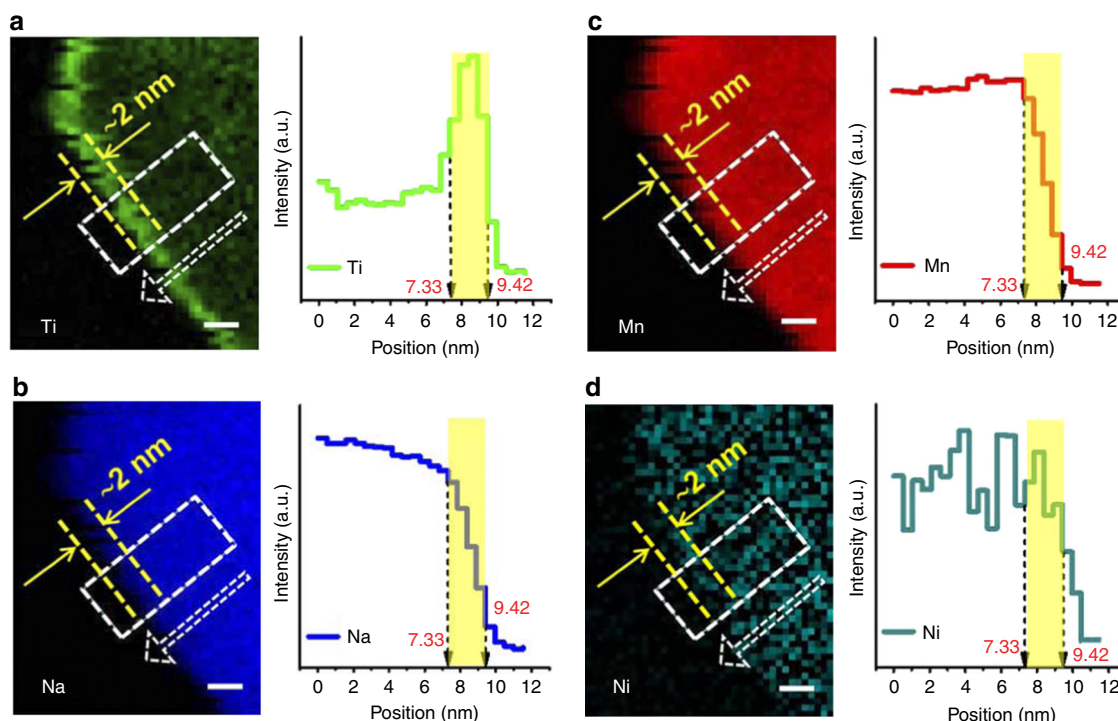 a
~2 nm
Ti
Intensity (a.u.)
Ti
7.33
9.42
0 2 4 6 8 10 12
Position (nm)
c
~2 nm
Mn
Intensity (a.u.)
Mn
7.33
9.42
0 2 4 6 8 10 12
Position (nm)
b
~2 nm
Na
Intensity (a.u.)
Na
7.33
9.42
0 2 4 6 8 10 12
Position (nm)
d
~2 nm
Ni
Intensity (a.u.)
Ni
7.33
9.42
0 2 4 6 8 10 12
Position (nm)